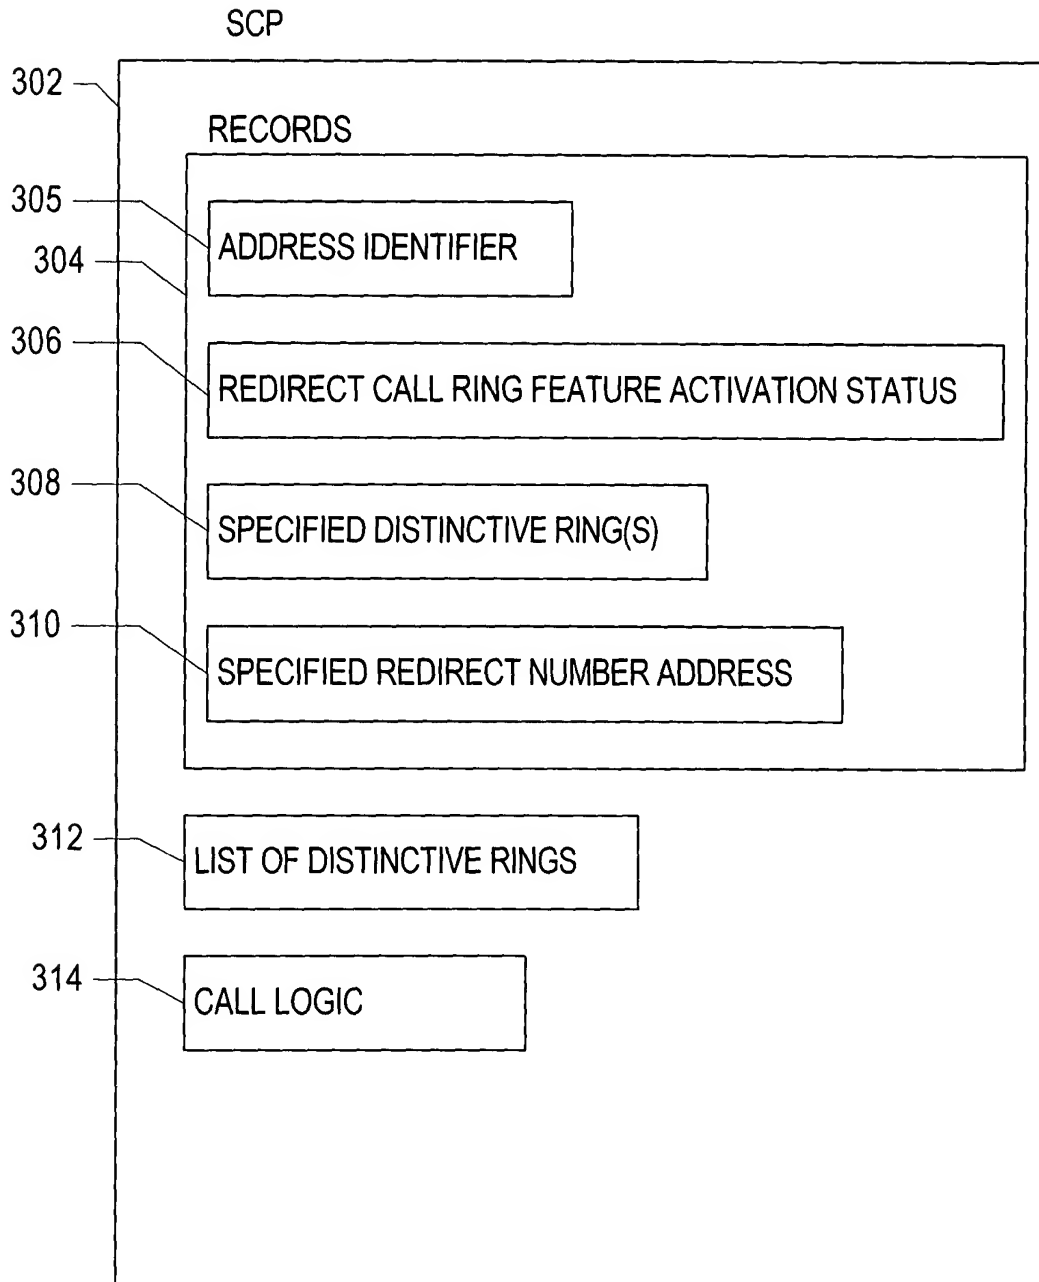 SCP
302
RECORDS
305
ADDRESS IDENTIFIER
304
306
REDIRECT CALL RING FEATURE ACTIVATION STATUS
308
SPECIFIED DISTINCTIVE RING(S)
310
SPECIFIED REDIRECT NUMBER ADDRESS
312
LIST OF DISTINCTIVE RINGS
314
CALL LOGIC